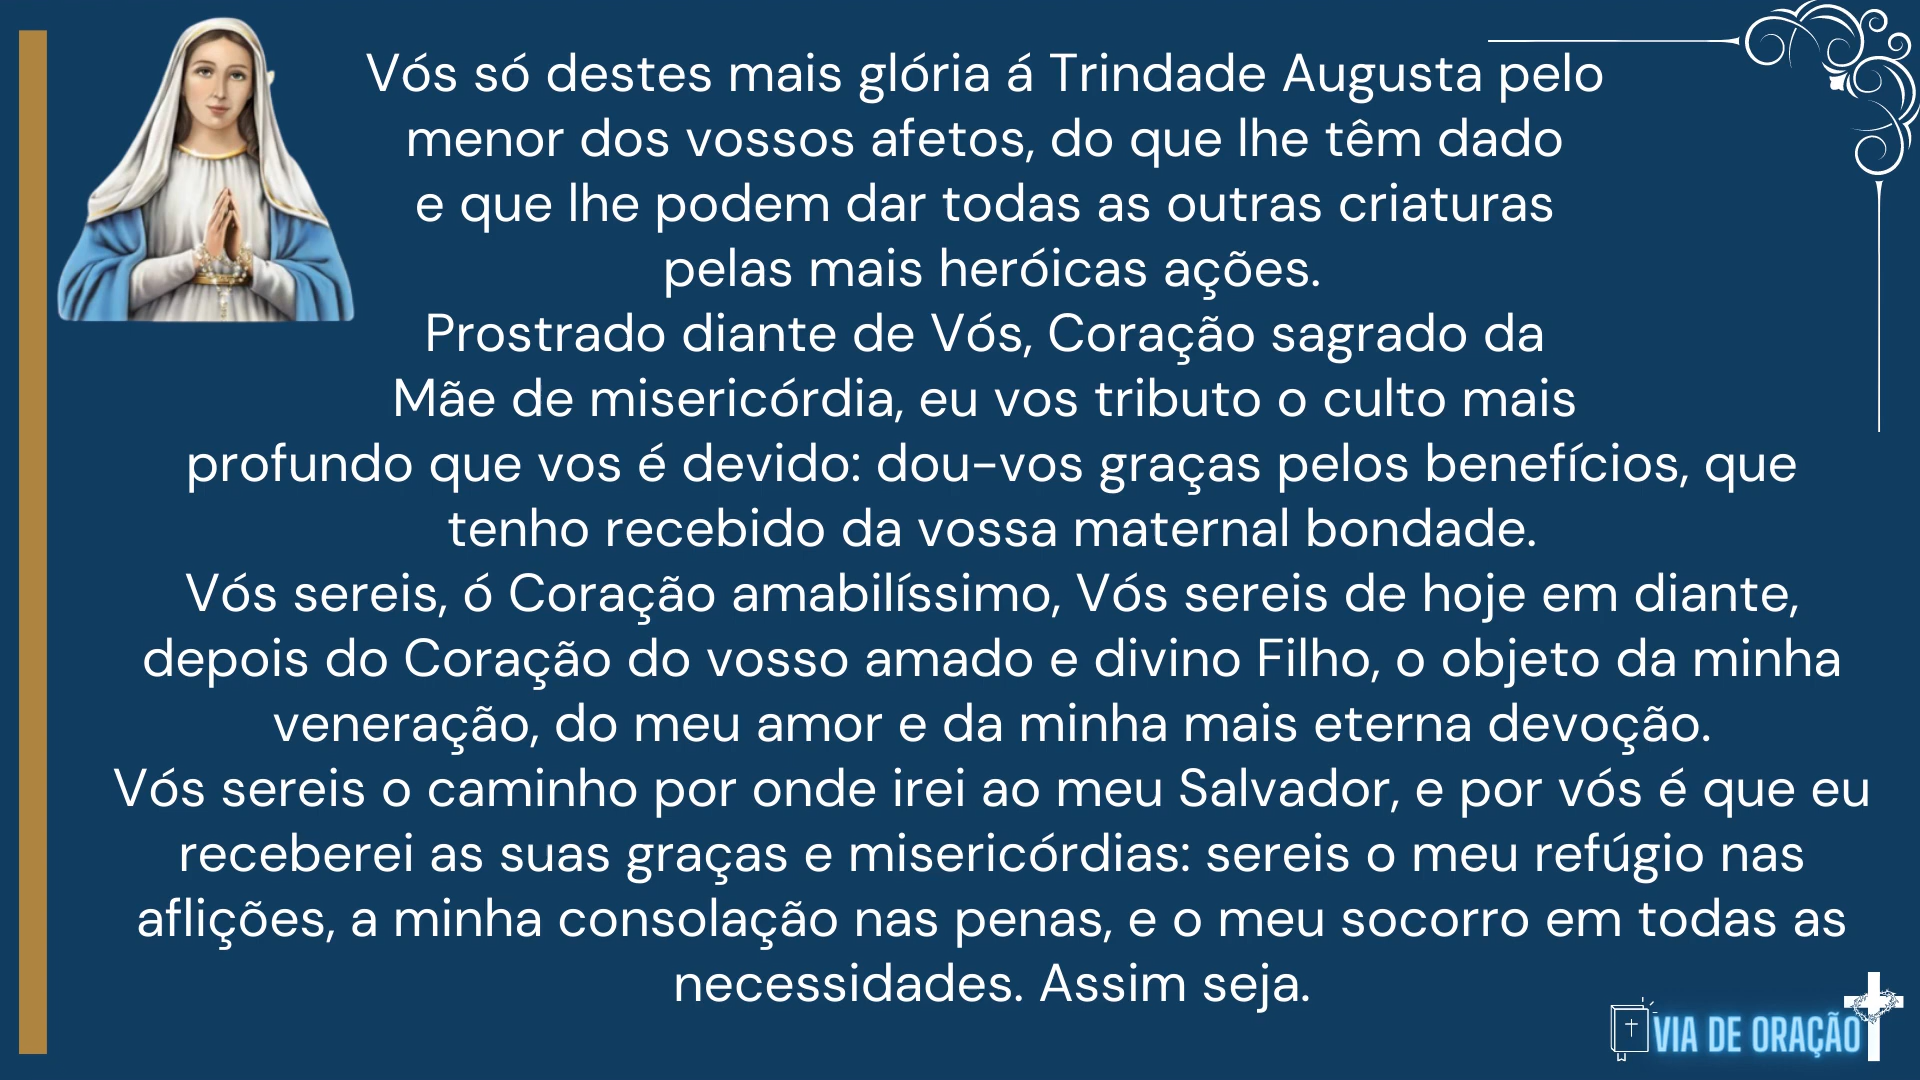 Vós só destes mais glória á Trindade Augusta pelo
menor dos vossos afetos, do que lhe têm dado
e que lhe podem dar todas as outras criaturas
pelas mais heróicas ações.
Prostrado diante de Vós, Coração sagrado da
Mãe de misericórdia, eu vos tributo o culto mais
profundo que vos é devido: dou-vos graças pelos benefícios, que
tenho recebido da vossa maternal bondade.
Vós sereis, ó Coração amabilíssimo, Vós sereis de hoje em diante,
depois do Coração do vosso amado e divino Filho, o objeto da minha
veneração, do meu amor e da minha mais eterna devoção.
Vós sereis o caminho por onde irei ao meu Salvador, e por vós é que eu
receberei as suas graças e misericórdias: sereis o meu refúgio nas
aflições, a minha consolação nas penas, e o meu socorro em todas as
necessidades. Assim seja.
VIA DE ORAÇÃO